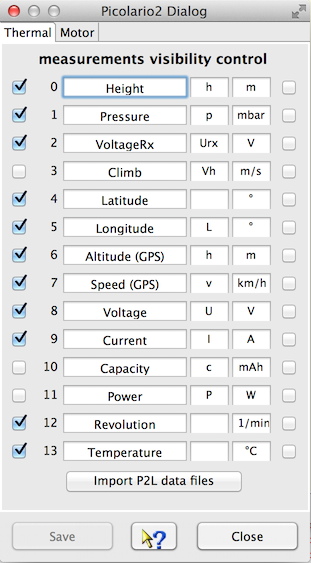 Picolario2 Dialog
Thermal Motor
measurements visibility control
0 Height h m
1 Pressure p mbar
2 VoltageRx Urx V
3 Climb Vh m/s
4 Latitude °
5 Longitude L °
6 Altitude (GPS) h m
7 Speed (GPS) v km/h
8 Voltage U V
9 Current I A
10 Capacity c mAh
11 Power P W
12 Revolution 1/min
13 Temperature °C
Import P2L data files
Save ? Close